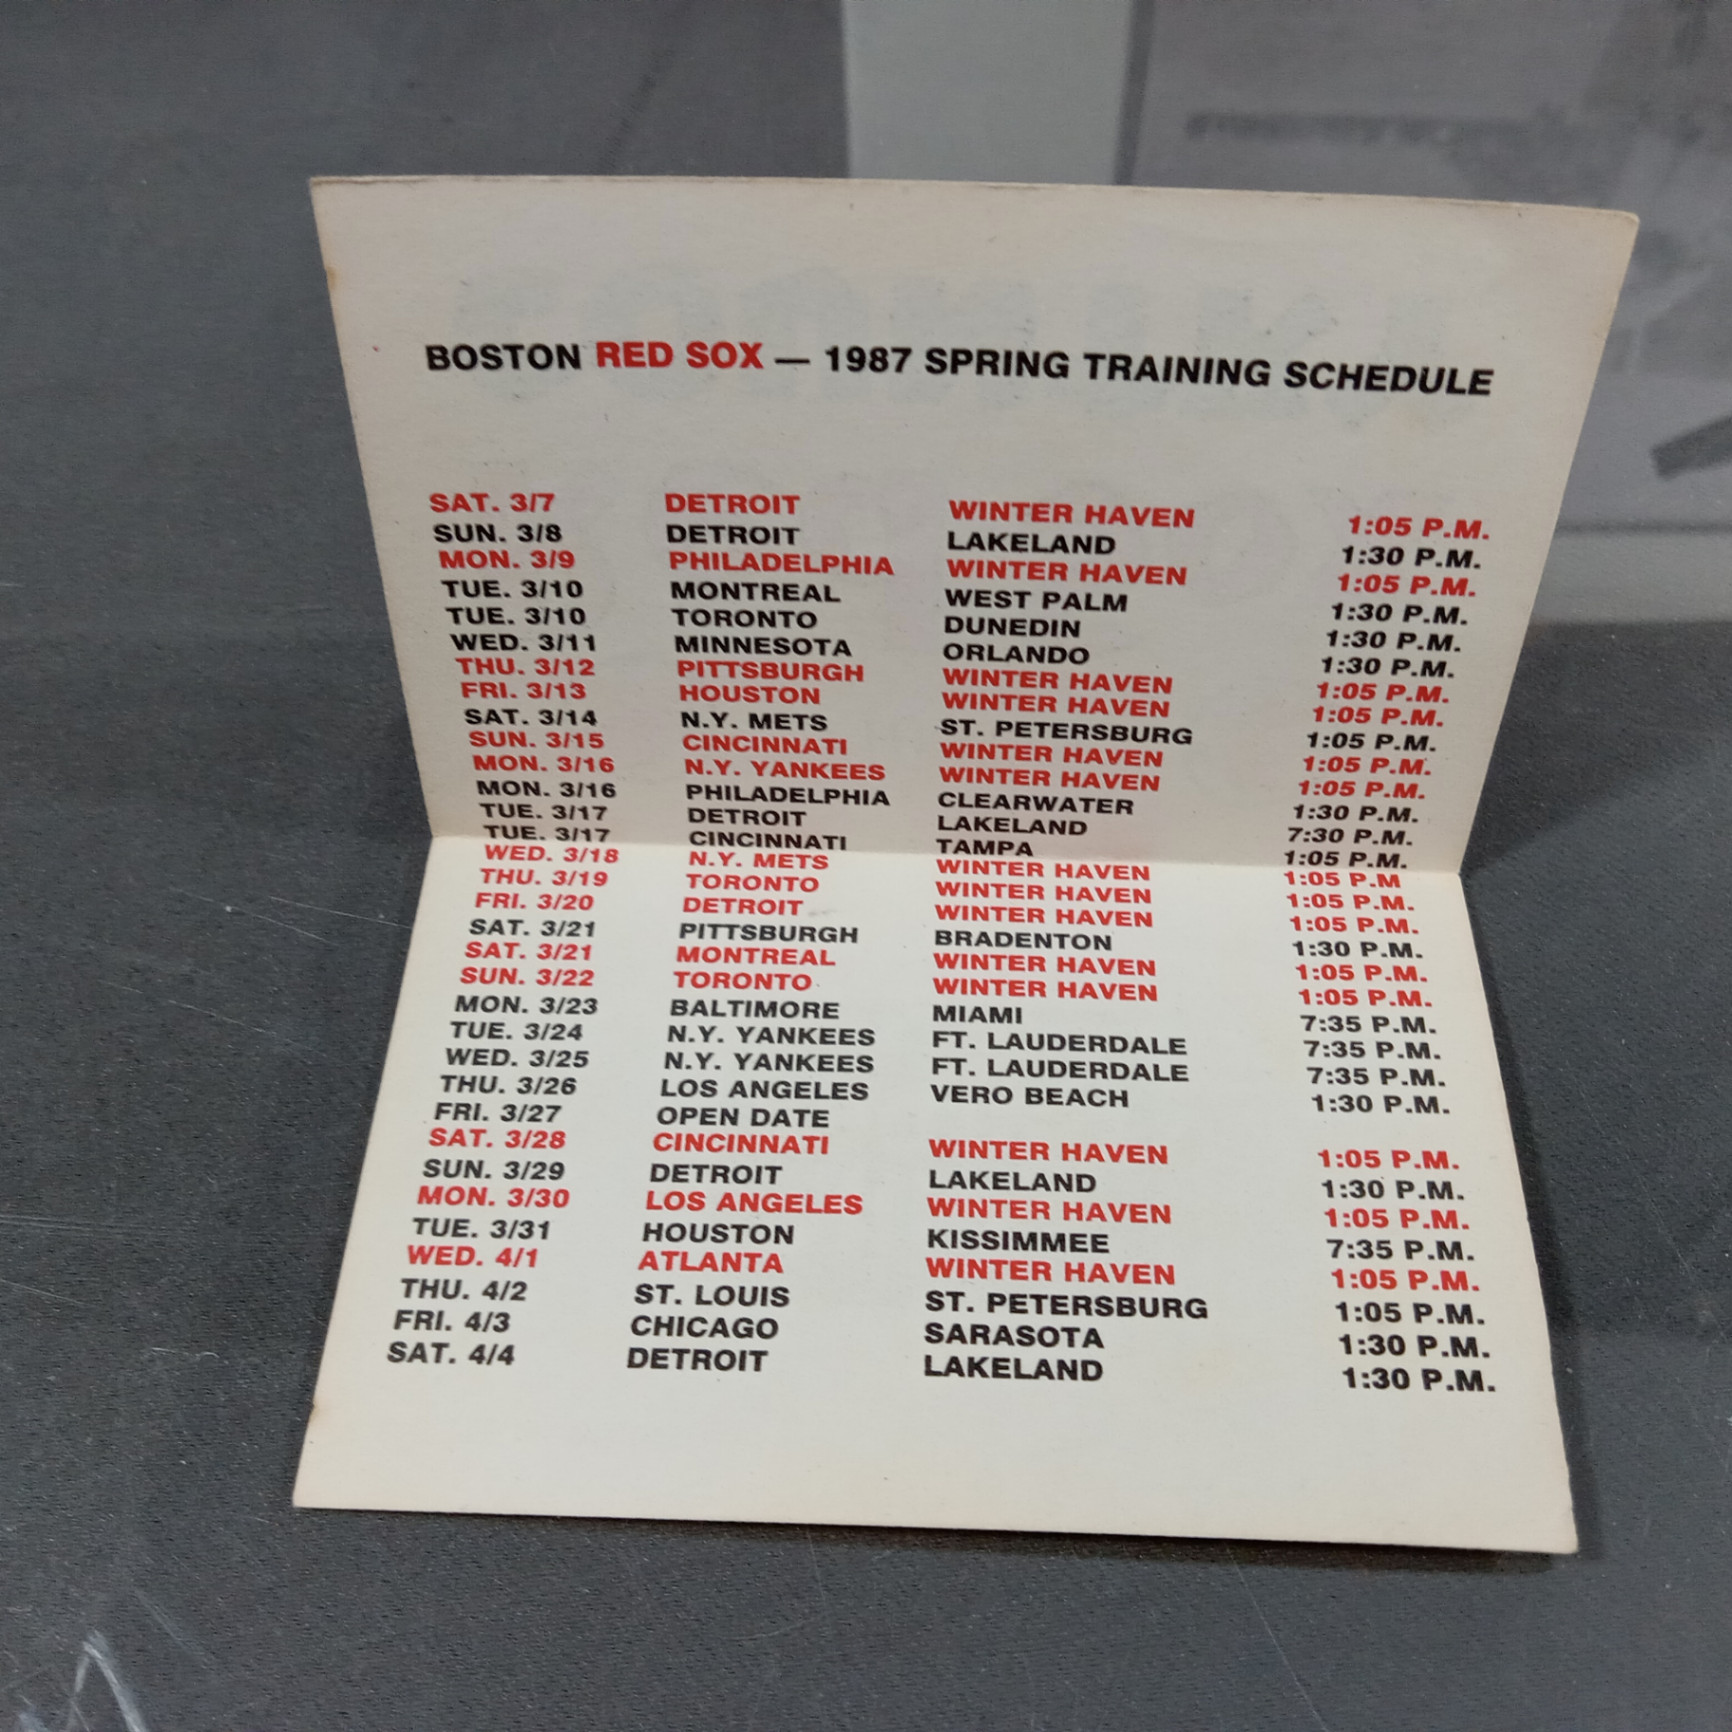 BOSTON RED SOX — 1987 SPRING TRAINING SCHEDULE
SAT. 3/7 DETROIT WINTER HAVEN 1:05 P.M.
SUN. 3/8 DETROIT LAKELAND 1:30 P.M.
MON. 3/9 PHILADELPHIA WINTER HAVEN 1:05 P.M.
TUE. 3/10 MONTREAL WEST PALM 1:30 P.M.
TUE. 3/10 TORONTO DUNEDIN 1:30 P.M.
WED. 3/11 MINNESOTA ORLANDO 1:30 P.M.
THU. 3/12 PITTSBURGH WINTER HAVEN 1:05 P.M.
FRI. 3/13 HOUSTON WINTER HAVEN 1:05 P.M.
SAT. 3/14 N.Y. METS ST. PETERSBURG 1:05 P.M.
SUN. 3/15 CINCINNATI WINTER HAVEN 1:05 P.M.
MON. 3/16 N.Y. YANKEES WINTER HAVEN 1:05 P.M.
MON. 3/16 PHILADELPHIA CLEARWATER 1:30 P.M.
TUE. 3/17 DETROIT LAKELAND 7:30 P.M.
TUE. 3/17 CINCINNATI TAMPA 1:05 P.M.
WED. 3/18 N.Y. METS WINTER HAVEN 1:05 P.M
THU. 3/19 TORONTO WINTER HAVEN 1:05 P.M.
FRI. 3/20 DETROIT WINTER HAVEN 1:05 P.M.
SAT. 3/21 PITTSBURGH BRADENTON 1:30 P.M.
SAT. 3/21 MONTREAL WINTER HAVEN 1:05 P.M.
SUN. 3/22 TORONTO WINTER HAVEN 1:05 P.M.
MON. 3/23 BALTIMORE MIAMI 7:35 P.M.
TUE. 3/24 N.Y. YANKEES FT. LAUDERDALE 7:35 P.M.
WED. 3/25 N.Y. YANKEES FT. LAUDERDALE 7:35 P.M.
THU. 3/26 LOS ANGELES VERO BEACH 1:30 P.M.
FRI. 3/27 OPEN DATE
SAT. 3/28 CINCINNATI WINTER HAVEN 1:05 P.M.
SUN. 3/29 DETROIT LAKELAND 1:30 P.M.
MON. 3/30 LOS ANGELES WINTER HAVEN 1:05 P.M.
TUE. 3/31 HOUSTON KISSIMMEE 7:35 P.M.
WED. 4/1 ATLANTA WINTER HAVEN 1:05 P.M.
THU. 4/2 ST. LOUIS ST. PETERSBURG 1:05 P.M.
FRI. 4/3 CHICAGO SARASOTA 1:30 P.M.
SAT. 4/4 DETROIT LAKELAND 1:30 P.M.